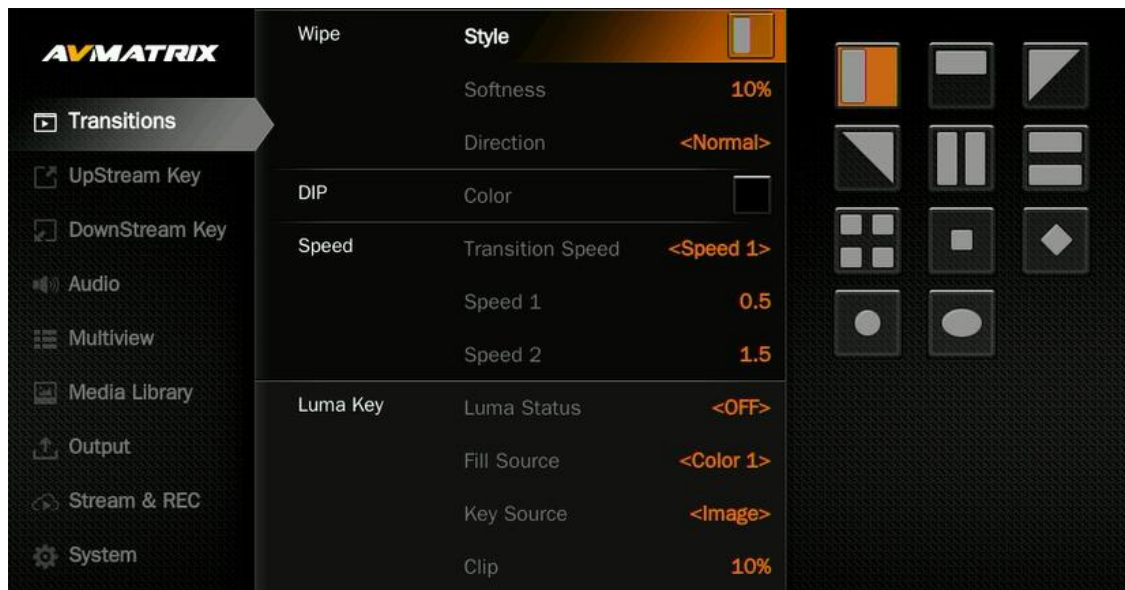 AVMATRIX
Transitions
UpStream Key
DownStream Key
Audio
Multiview
Media Library
Output
Stream & REC
System
Wipe Style
Softness 10%
Direction <Normal>
DIP Color
Speed Transition Speed <Speed 1>
Speed 1 0.5
Speed 2 1.5
Luma Key Luma Status <OFF>
Fill Source <Color 1>
Key Source <Image>
Clip 10%